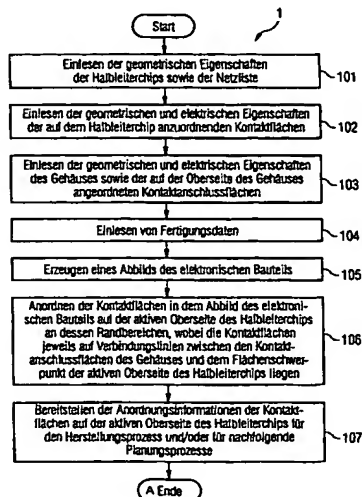 1
Start
Einlesen der geometrischen Eigenschaften
der Halbleiterchips sowie der Netzliste
101
Einlesen der geometrischen und elektrischen Eigenschaften
der auf dem Halbleiterchip anzuordnenden Kontaktflächen
102
Einlesen der geometrischen und elektrischen Eigenschaften
des Gehäuses sowie der auf der Oberseite des Gehäuses
angeordneten Kontaktanschlussflächen
103
Einlesen von Fertigungsdaten
104
Erzeugen eines Abbilds des elektronischen Bauteils
105
Anordnen der Kontaktflächen in dem Abbild des elektroni-
schen Bauteils auf der aktiven Oberseite des Halbleiterchips
an dessen Randbereichen, wobei die Kontaktflächen
jeweils auf Verbindungslinien zwischen den Kontakt-
anschlussflächen des Gehäuses und dem Flächenschwer-
punkt der aktiven Oberseite des Halbleiterchips liegen
106
Bereitstellen der Anordnungsinformationen der Kontakt-
flächen auf der aktiven Oberseite des Halbleiterchips für
den Herstellungsprozess und/oder für nachfolgende
Planungsprozesse
107
A Ende